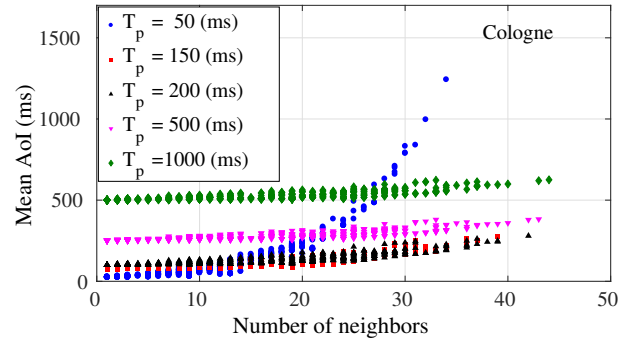 Cologne
T_p = 50 (ms)
T_p = 150 (ms)
T_p = 200 (ms)
T_p = 500 (ms)
T_p =1000 (ms)
Mean AoI (ms)
1500
1000
500
0
0 10 20 30 40 50
Number of neighbors